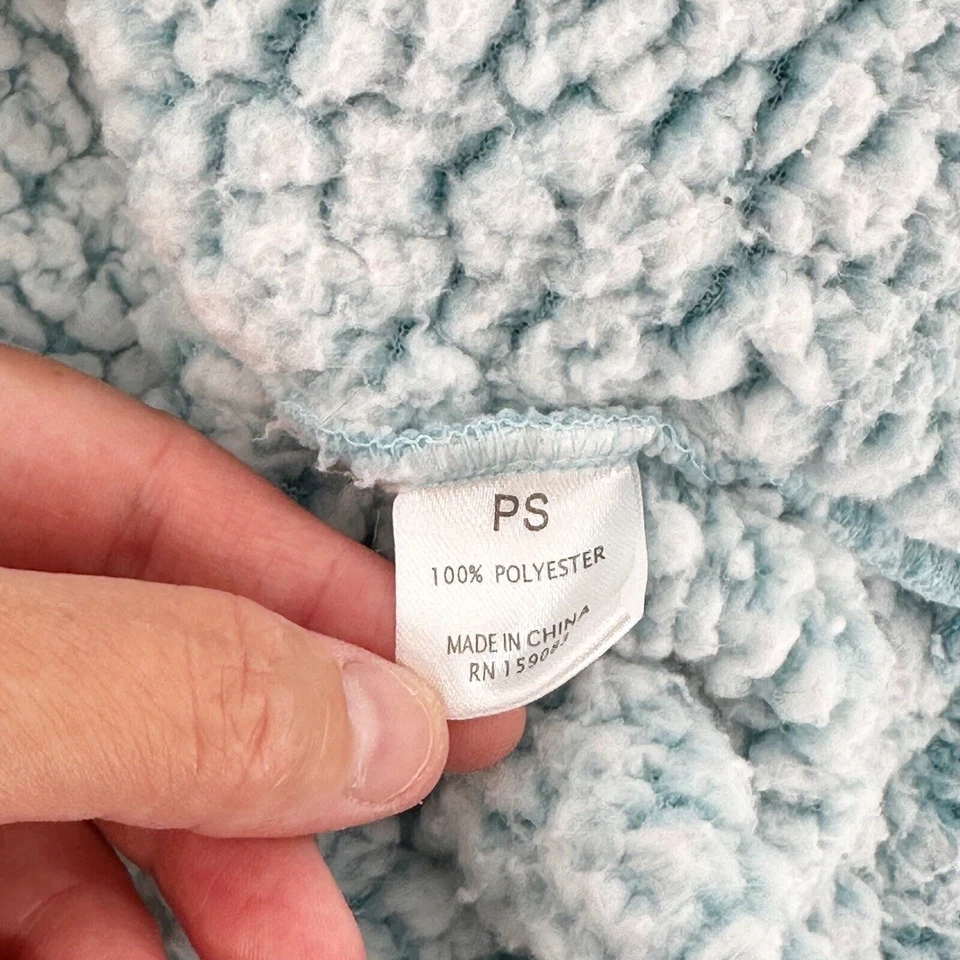 PS
100% POLYESTER
MADE IN CHINA
RN